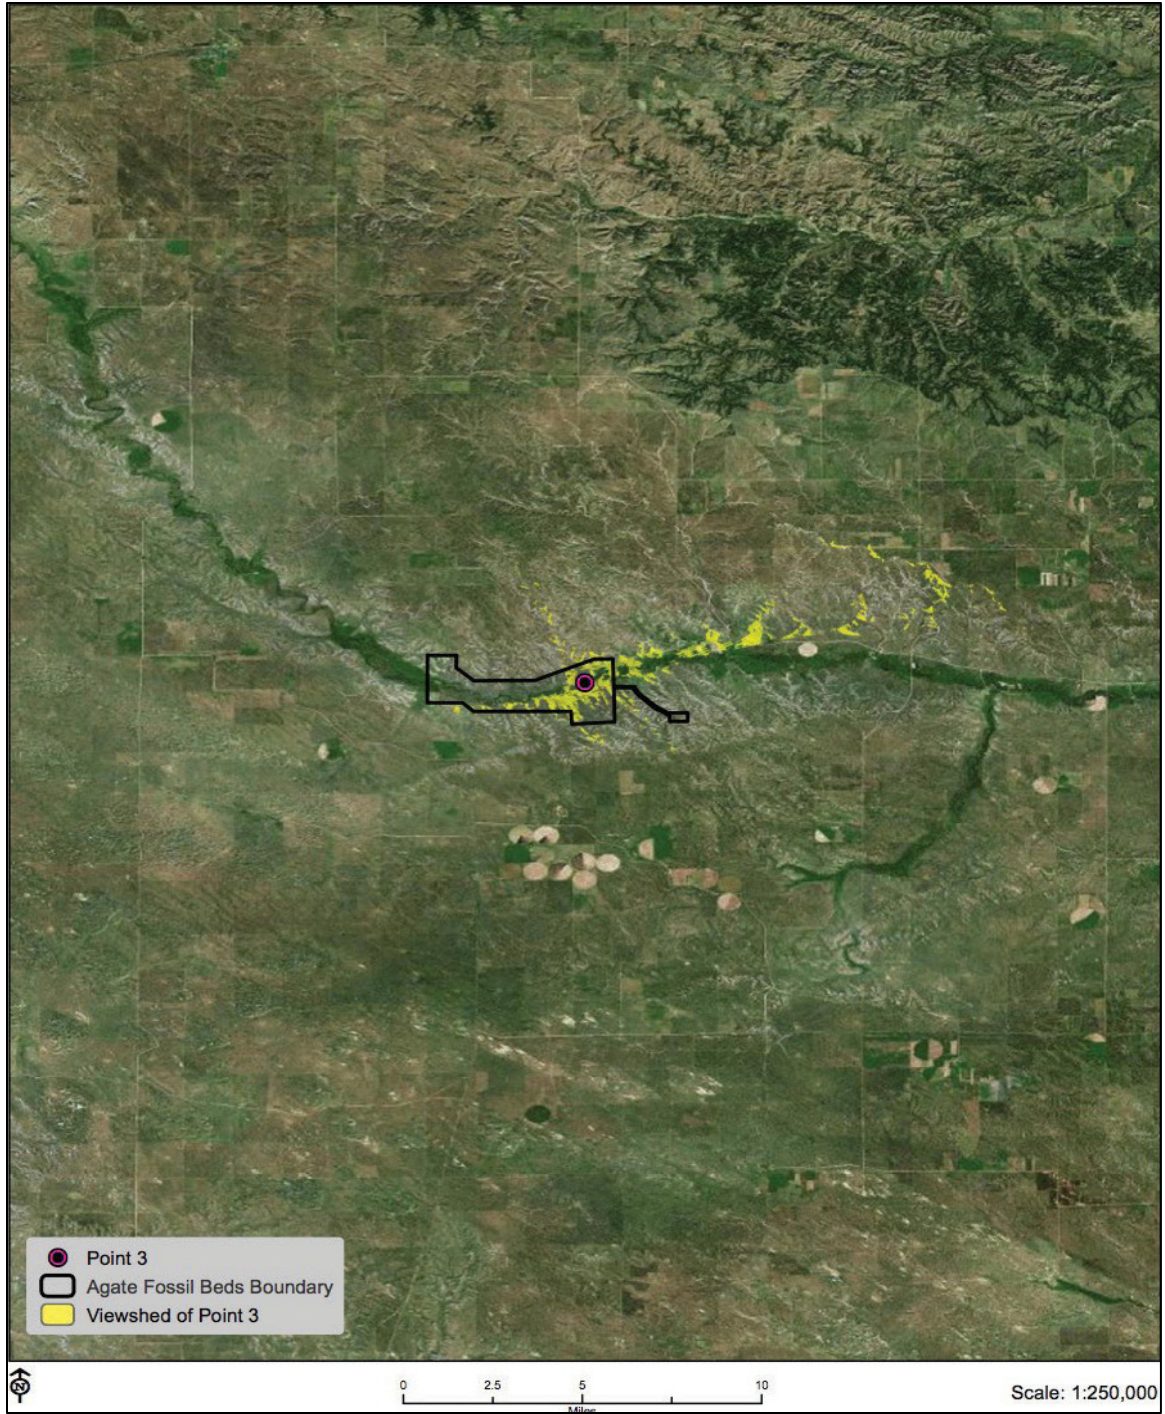 Point 3
Agate Fossil Beds Boundary
Viewshed of Point 3
N
0 2.5 5 10
Miles
Scale: 1:250,000